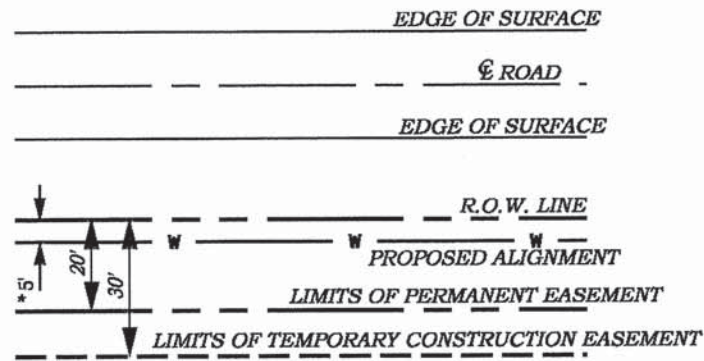 EDGE OF SURFACE
℄ ROAD
EDGE OF SURFACE
R.O.W. LINE
W W W
PROPOSED ALIGNMENT
* 5'
20'
30'
LIMITS OF PERMANENT EASEMENT
LIMITS OF TEMPORARY CONSTRUCTION EASEMENT